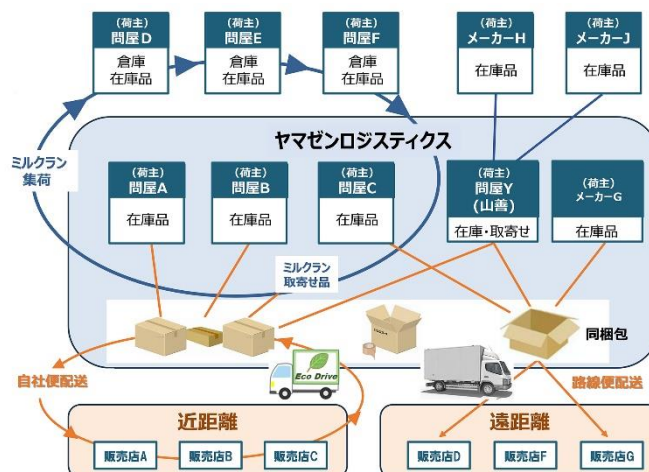 (荷主)
問屋D
倉庫
在庫品
(荷主)
問屋E
倉庫
在庫品
(荷主)
問屋F
倉庫
在庫品
(荷主)
メーカーH
在庫品
(荷主)
メーカーJ
在庫品
ヤマゼンロジスティクス
ミルクラン
集荷
(荷主)
問屋A
在庫品
(荷主)
問屋B
在庫品
(荷主)
問屋C
在庫品
(荷主)
問屋Y
(山善)
在庫・取寄せ
(荷主)
メーカーG
在庫品
ミルクラン
取寄せ品
同梱包
自社便配送
Eco Drive
路線便配送
近距離
販売店A
販売店B
販売店C
遠距離
販売店D
販売店F
販売店G